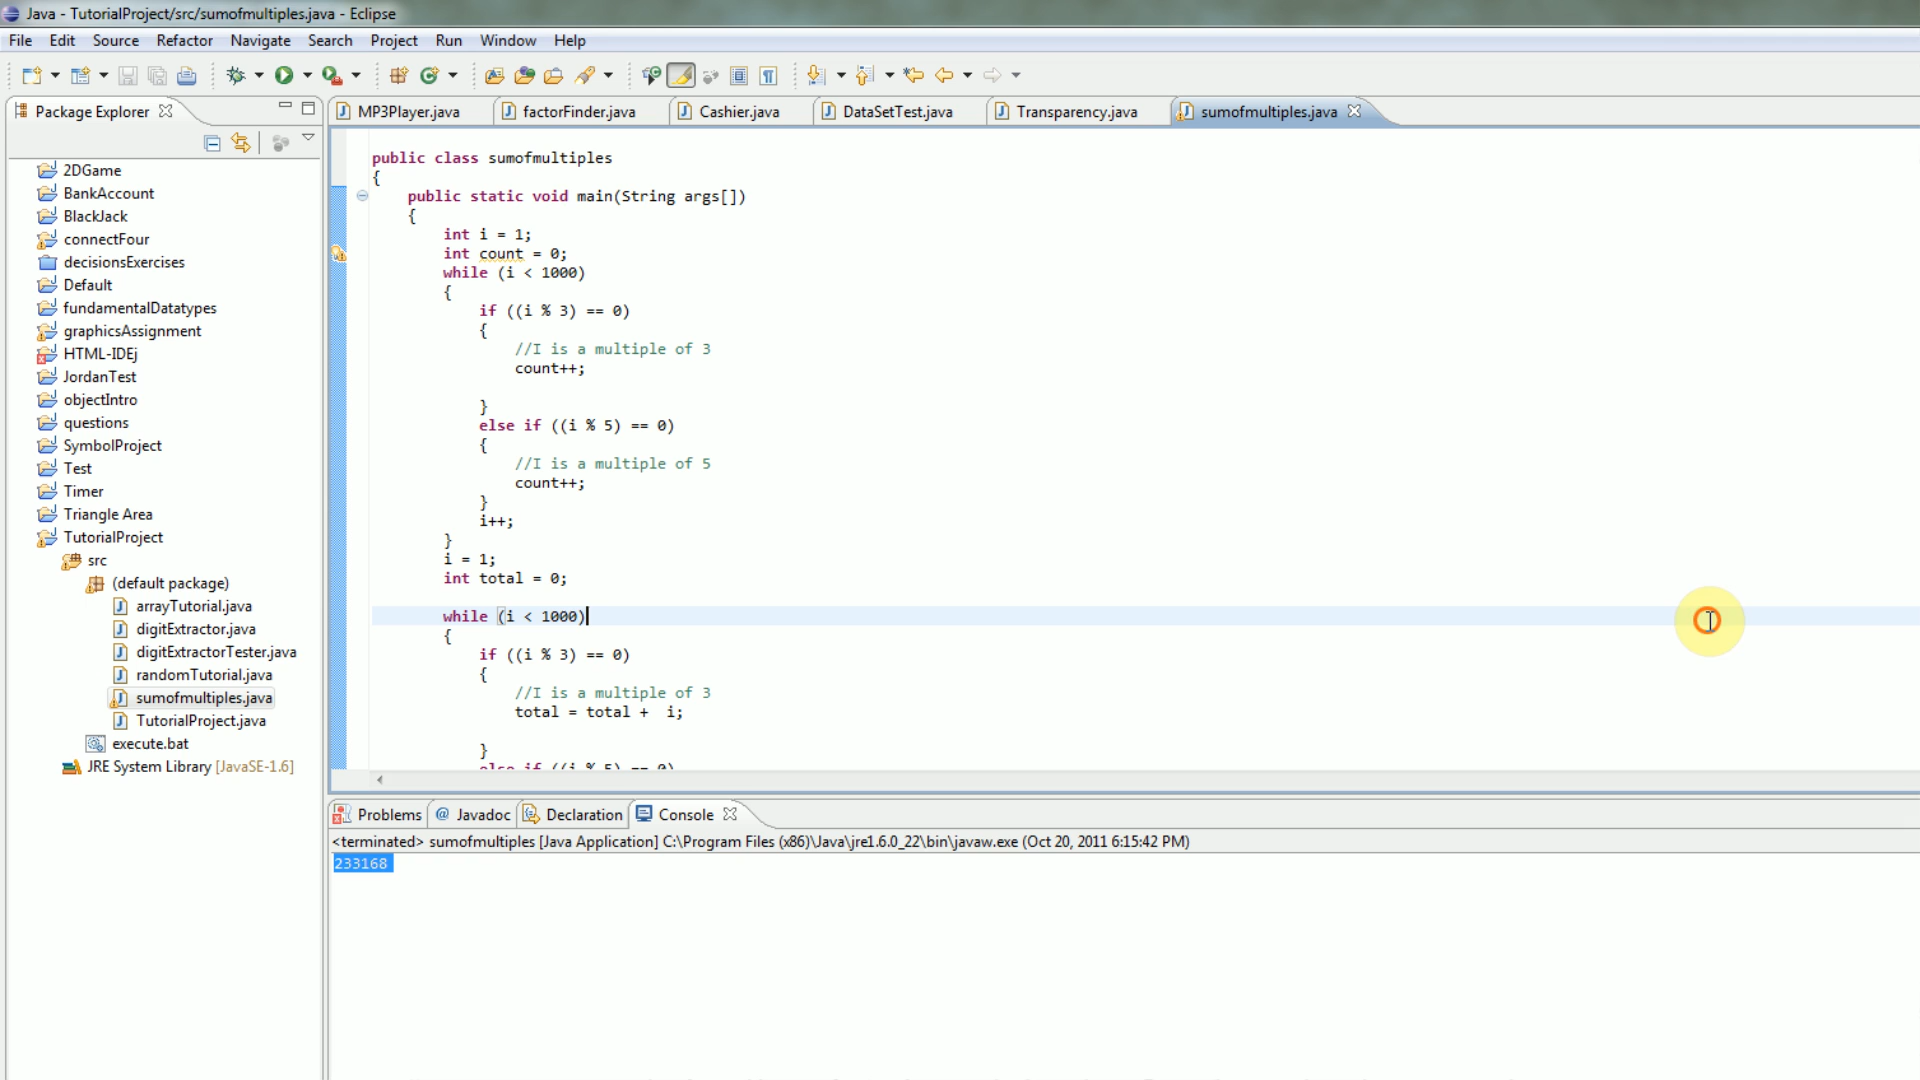 Java - TutorialProject/src/sumofmultiples.java - Eclipse
File Edit Source Refactor Navigate Search Project Run Window Help
Package Explorer
MP3Player.java factorFinder.java Cashier.java DataSetTest.java Transparency.java sumofmultiples.java
2DGame
BankAccount
BlackJack
connectFour
decisionsExercises
Default
fundamentalDatatypes
graphicsAssignment
HTML-IDEj
JordanTest
objectIntro
questions
SymbolProject
Test
Timer
Triangle Area
TutorialProject
src
(default package)
arrayTutorial.java
digitExtractor.java
digitExtractorTester.java
randomTutorial.java
sumofmultiples.java
TutorialProject.java
execute.bat
JRE System Library [JavaSE-1.6]
public class sumofmultiples
{
public static void main(String args[])
{
int i = 1;
int count = 0;
while (i < 1000)
{
if ((i % 3) == 0)
{
//I is a multiple of 3
count++;
}
else if ((i % 5) == 0)
{
//I is a multiple of 5
count++;
}
i++;
}
i = 1;
int total = 0;
while (i < 1000)
{
if ((i % 3) == 0)
{
//I is a multiple of 3
total = total +  i;
}
else if ((i % 5) == 0)
Problems @ Javadoc Declaration Console
<terminated> sumofmultiples [Java Application] C:\Program Files (x86)\Java\jre1.6.0_22\bin\javaw.exe (Oct 20, 2011 6:15:42 PM)
233168